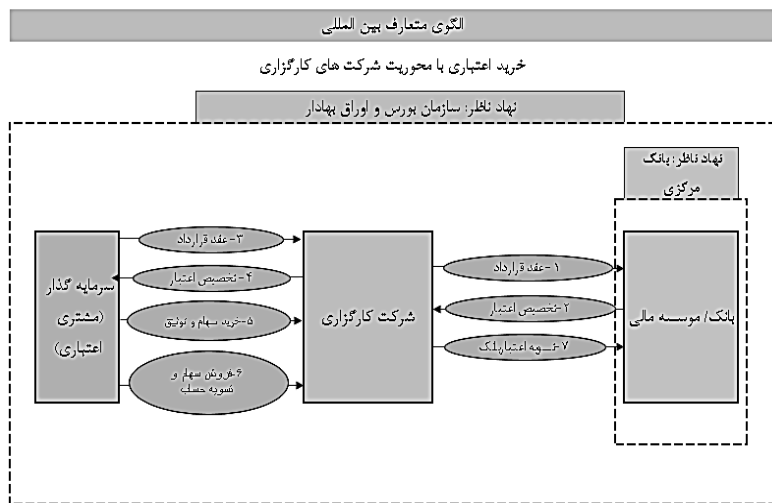 الگوی متعارف بین المللی
خرید اعتباری با محوریت شرکت های کارگزاری
نهاد ناظر: سازمان بورس و اوراق بهادار
نهاد ناظر: بانک
مرکزی
۳-عقد قرارداد
۴-تخصیص اعتبار
۵-خرید سهام و توثیق
۶-فروش سهام و
تسویه حساب
سرمایه گذار
(مشتری
اعتباری)
شرکت کارگزاری
۱-عقد قرارداد
۲-تخصیص اعتبار
۷-تسویه اعتباربانک
بانک/ موسسه مالی